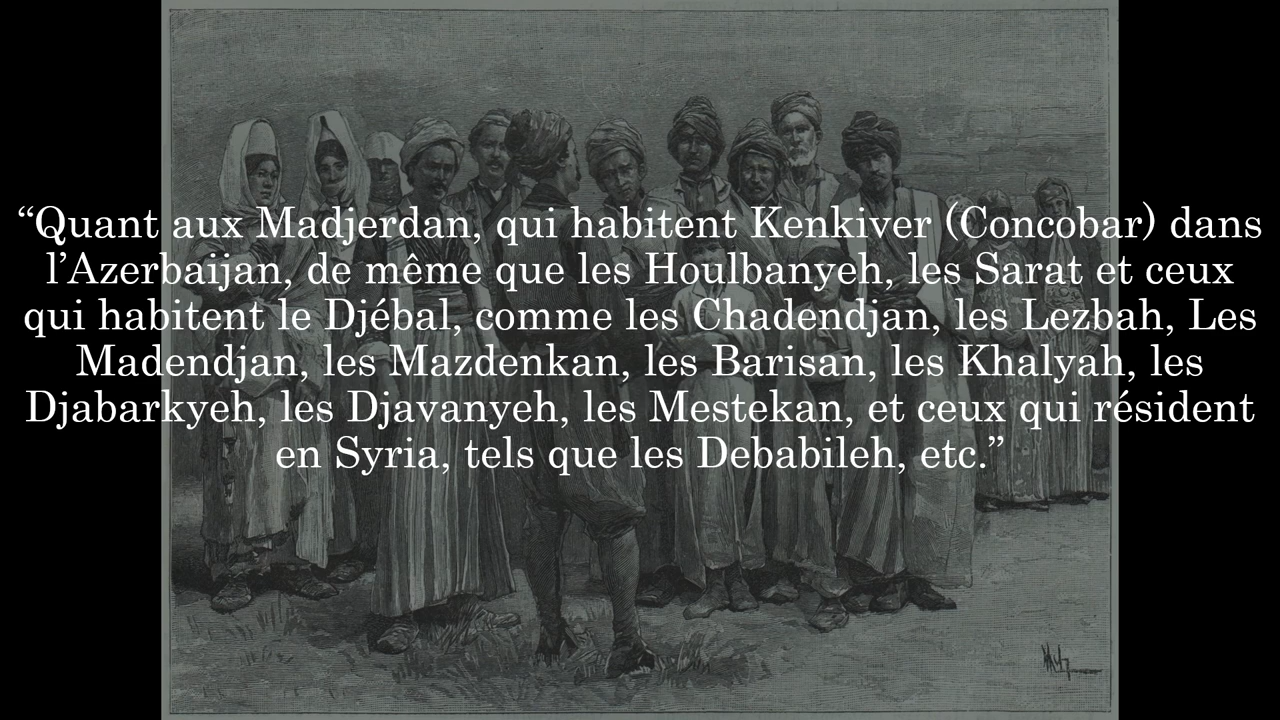 “Quant aux Madjerdan, qui habitent Kenkiver (Concobar) dans
l’Azerbaïjan, de même que les Houlbanyeh, les Sarat et ceux
qui habitent le Djébal, comme les Chadendjan, les Lezbah, Les
Madendjan, les Mazdenkan, les Barisan, les Khalyah, les
Djabarkyeh, les Djavanyeh, les Mestekan, et ceux qui résident
en Syria, tels que les Debabileh, etc.”